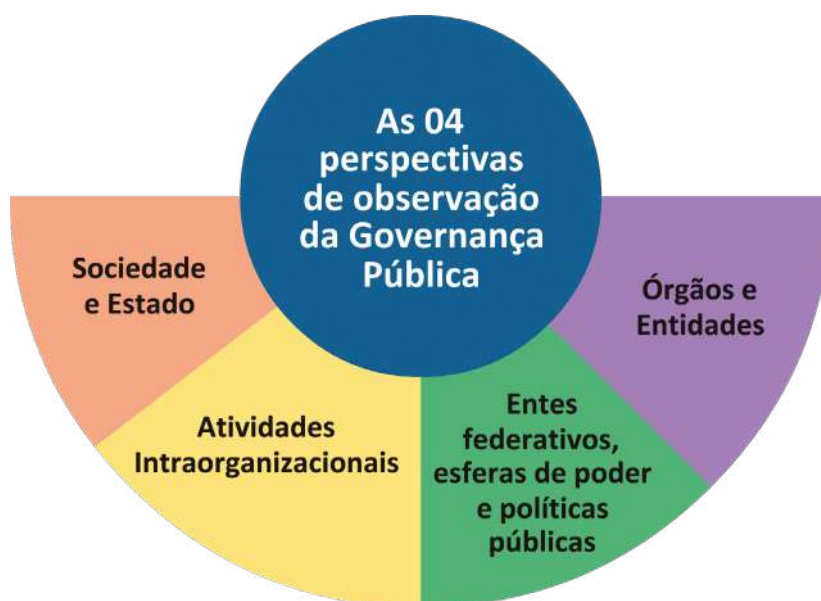 As 04
perspectivas
de observação
da Governança
Pública
Sociedade
e Estado
Atividades
Intraorganizacionais
Entes
federativos,
esferas de poder
e políticas
públicas
Órgãos e
Entidades